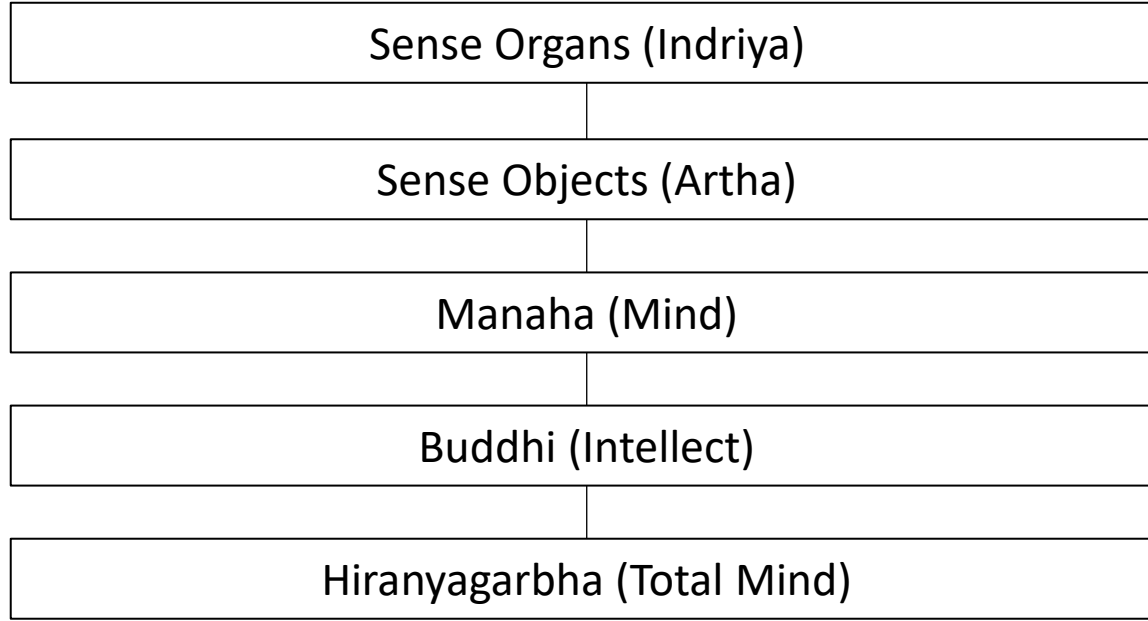 Sense Organs (Indriya)
Sense Objects (Artha)
Manaha (Mind)
Buddhi (Intellect)
Hiranyagarbha (Total Mind)